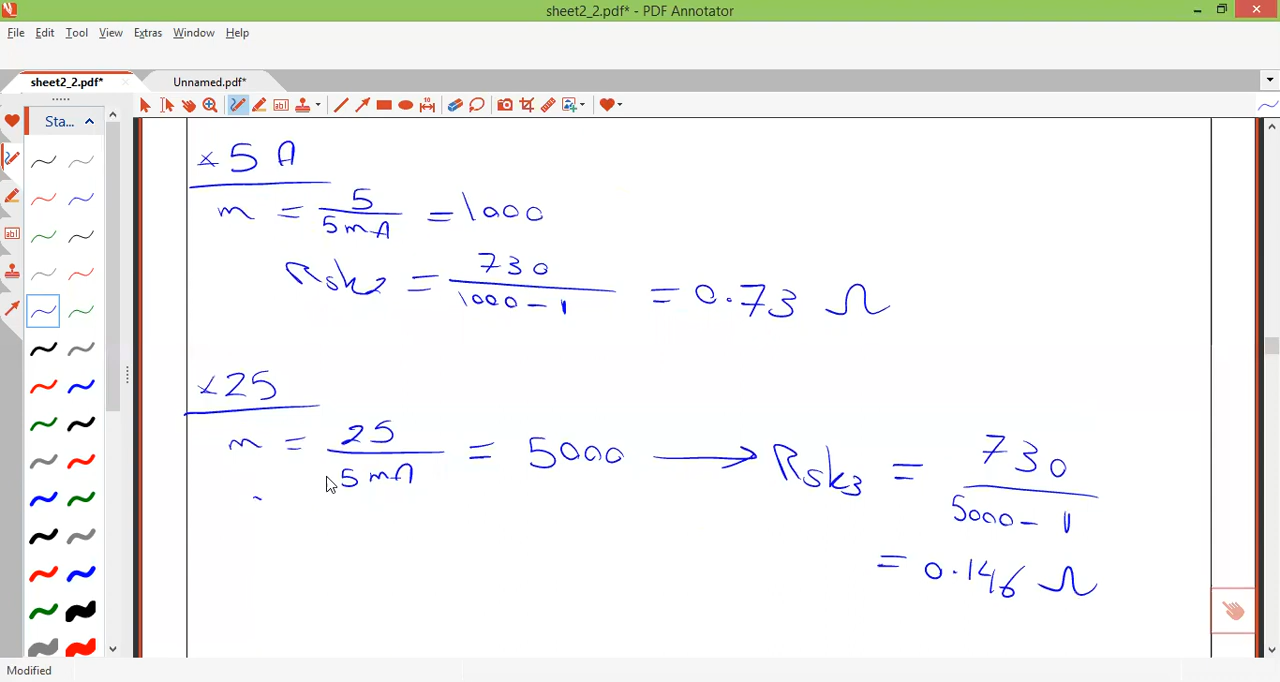 sheet2_2.pdf* - PDF Annotator
File Edit Tool View Extras Window Help
sheet2_2.pdf* Unnamed.pdf*
Sta...
× 5 A
m = 5 / 5mA = 1000
Rsh2 = 730 / 1000 - 1 = 0.73 Ω
× 25
m = 25 / 5mA = 5000 → Rsh3 = 730 / 5000 - 1
= 0.146 Ω
Modified